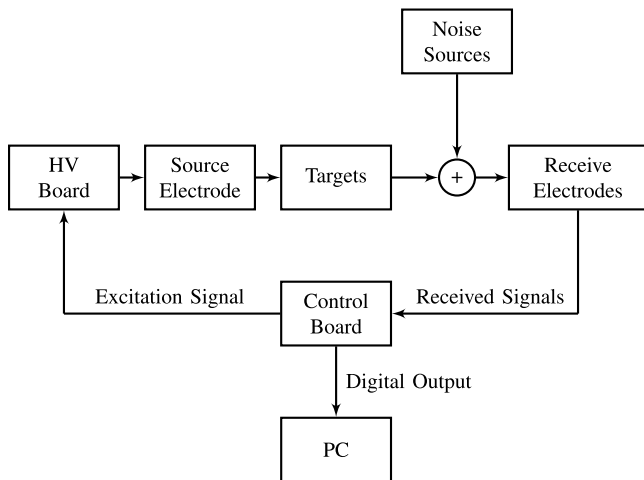 Noise
Sources
HV
Board
Source
Electrode
Targets
+
Receive
Electrodes
Excitation Signal
Control
Board
Received Signals
Digital Output
PC